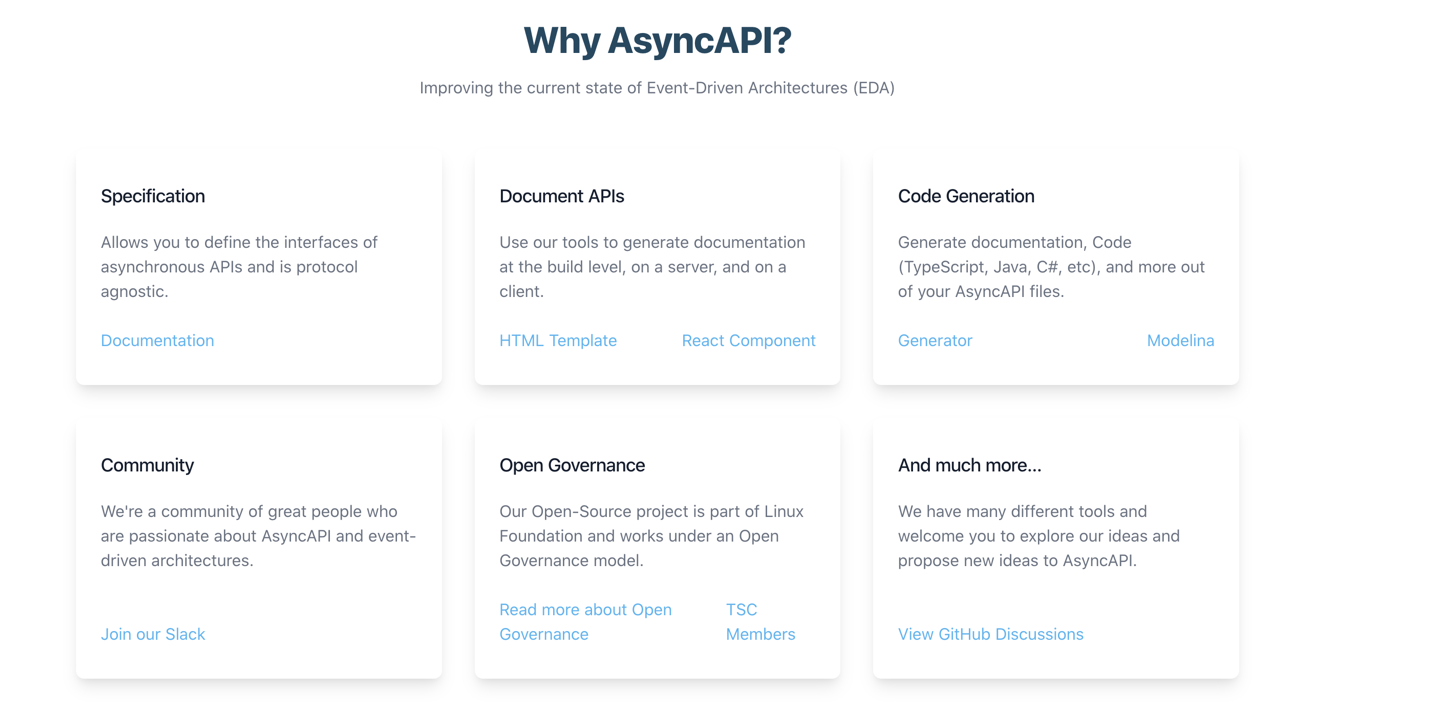 Why AsyncAPI?
Improving the current state of Event-Driven Architectures (EDA)
Specification
Allows you to define the interfaces of
asynchronous APIs and is protocol
agnostic.
Documentation
Document APIs
Use our tools to generate documentation
at the build level, on a server, and on a
client.
HTML Template
React Component
Code Generation
Generate documentation, Code
(TypeScript, Java, C#, etc), and more out
of your AsyncAPI files.
Generator
Modelina
Community
We're a community of great people who
are passionate about AsyncAPI and event-
driven architectures.
Join our Slack
Open Governance
Our Open-Source project is part of Linux
Foundation and works under an Open
Governance model.
Read more about Open
Governance
TSC
Members
And much more...
We have many different tools and
welcome you to explore our ideas and
propose new ideas to AsyncAPI.
View GitHub Discussions